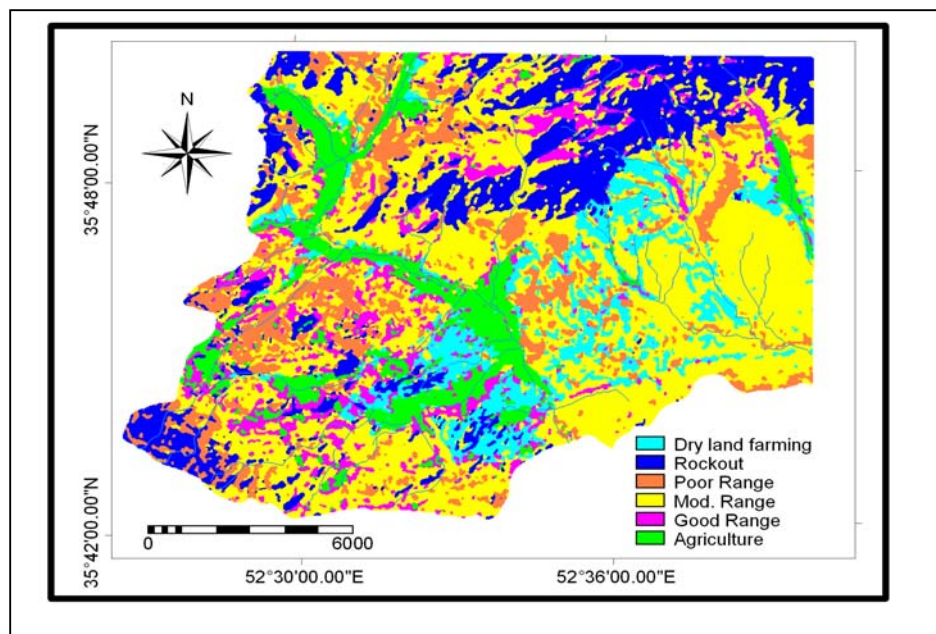 N
35°48'00.00"N
35°42'00.00"N
Dry land farming
Rockout
Poor Range
Mod. Range
Good Range
Agriculture
0 6000
52°30'00.00"E 52°36'00.00"E